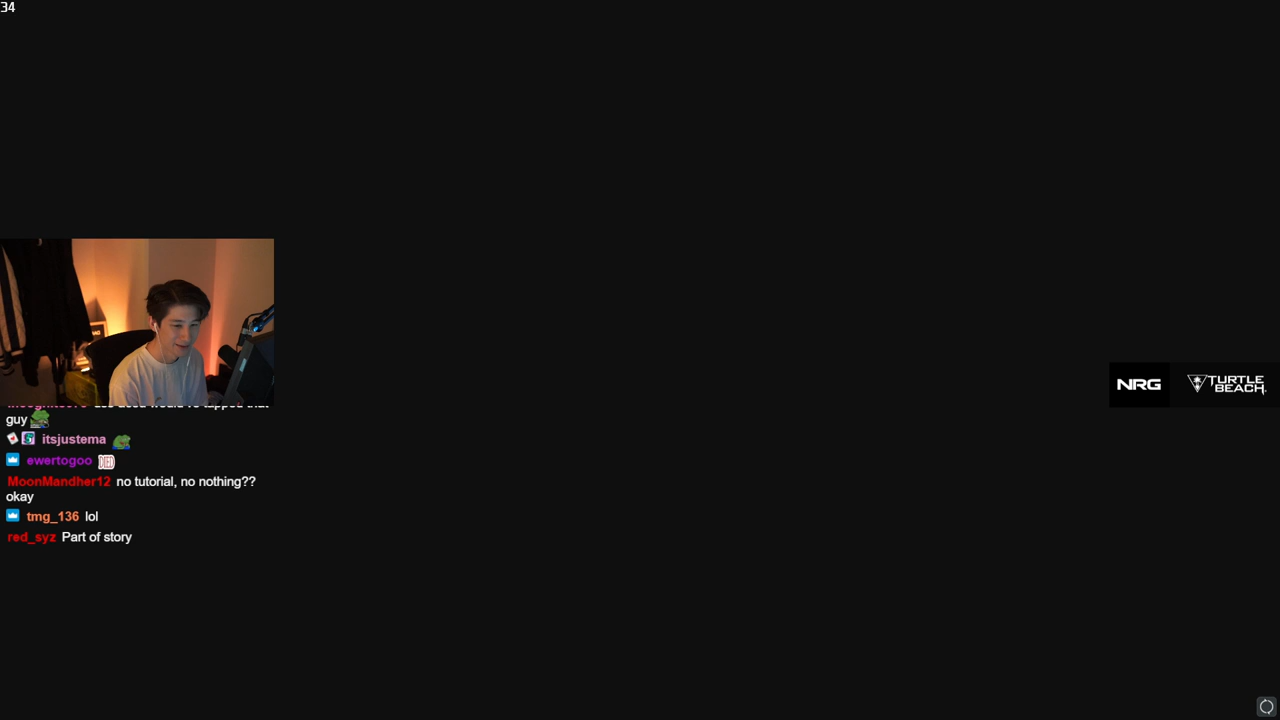 34
guy
itsjustema
ewertogoo
MoonMandher12 no tutorial, no nothing??
okay
tmg_136 lol
red_syz Part of story
NRG
TURTLE
BEACH